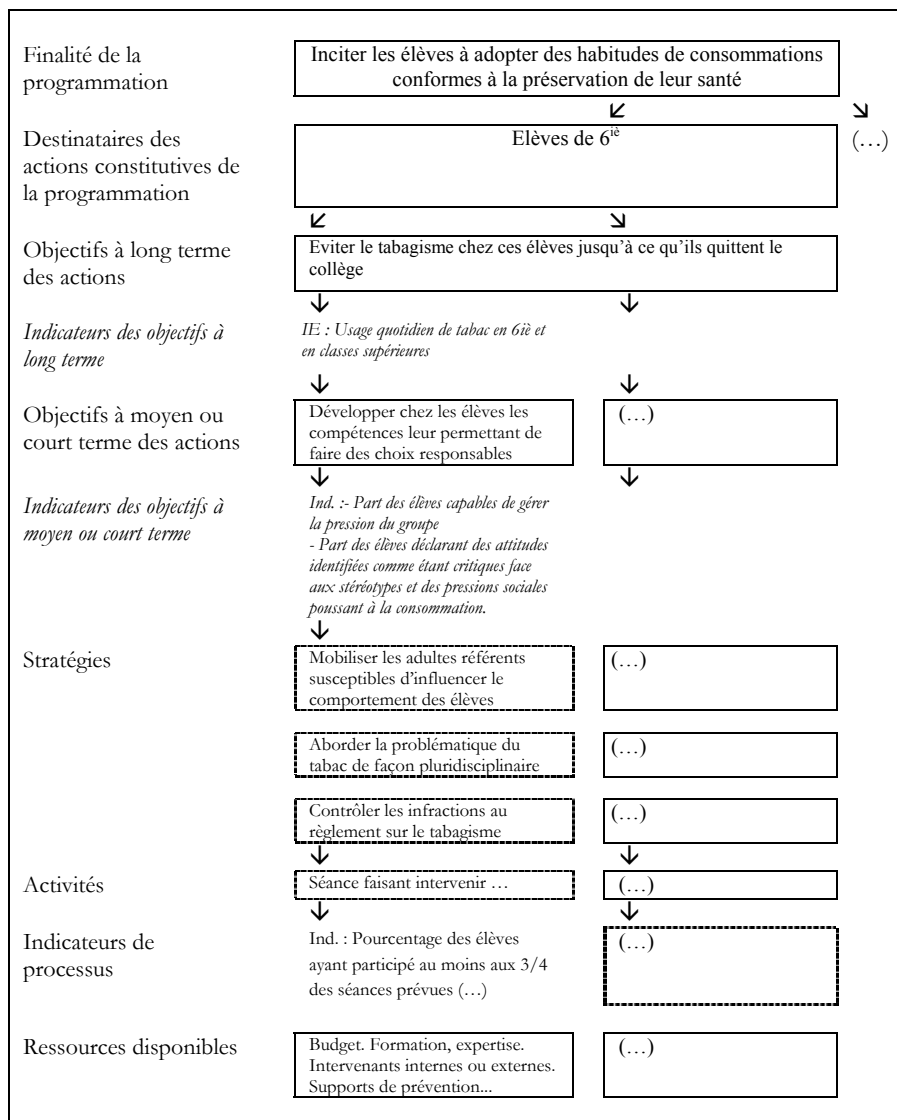 Finalité de la
programmation
Inciter les élèves à adopter des habitudes de consommations
conformes à la préservation de leur santé
Destinataires des
actions constitutives de
la programmation
Elèves de 6iè
(…)
Objectifs à long terme
des actions
Eviter le tabagisme chez ces élèves jusqu'à ce qu'ils quittent le
collège
Indicateurs des objectifs à
long terme
IE : Usage quotidien de tabac en 6iè et
en classes supérieures
Objectifs à moyen ou
court terme des actions
Développer chez les élèves les
compétences leur permettant de
faire des choix responsables
(…)
Indicateurs des objectifs à
moyen ou court terme
Ind. :- Part des élèves capables de gérer
la pression du groupe
- Part des élèves déclarant des attitudes
identifiées comme étant critiques face
aux stéréotypes et des pressions sociales
poussant à la consommation.
Stratégies
Mobiliser les adultes référents
susceptibles d'influencer le
comportement des élèves
(…)
Aborder la problématique du
tabac de façon pluridisciplinaire
(…)
Contrôler les infractions au
règlement sur le tabagisme
(…)
Activités
Séance faisant intervenir …
(…)
Indicateurs de
processus
Ind. : Pourcentage des élèves
ayant participé au moins aux 3/4
des séances prévues (…)
(…)
Ressources disponibles
Budget. Formation, expertise.
Intervenants internes ou externes.
Supports de prévention...
(…)